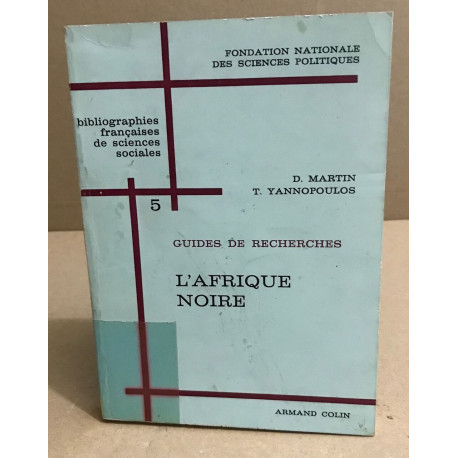 FONDATION NATIONALE
DES SCIENCES POLITIQUES
bibliographies
françaises
de sciences
sociales
D. MARTIN
T. YANNOPOULOS
5
GUIDES DE RECHERCHES
L'AFRIQUE
NOIRE
ARMAND COLIN